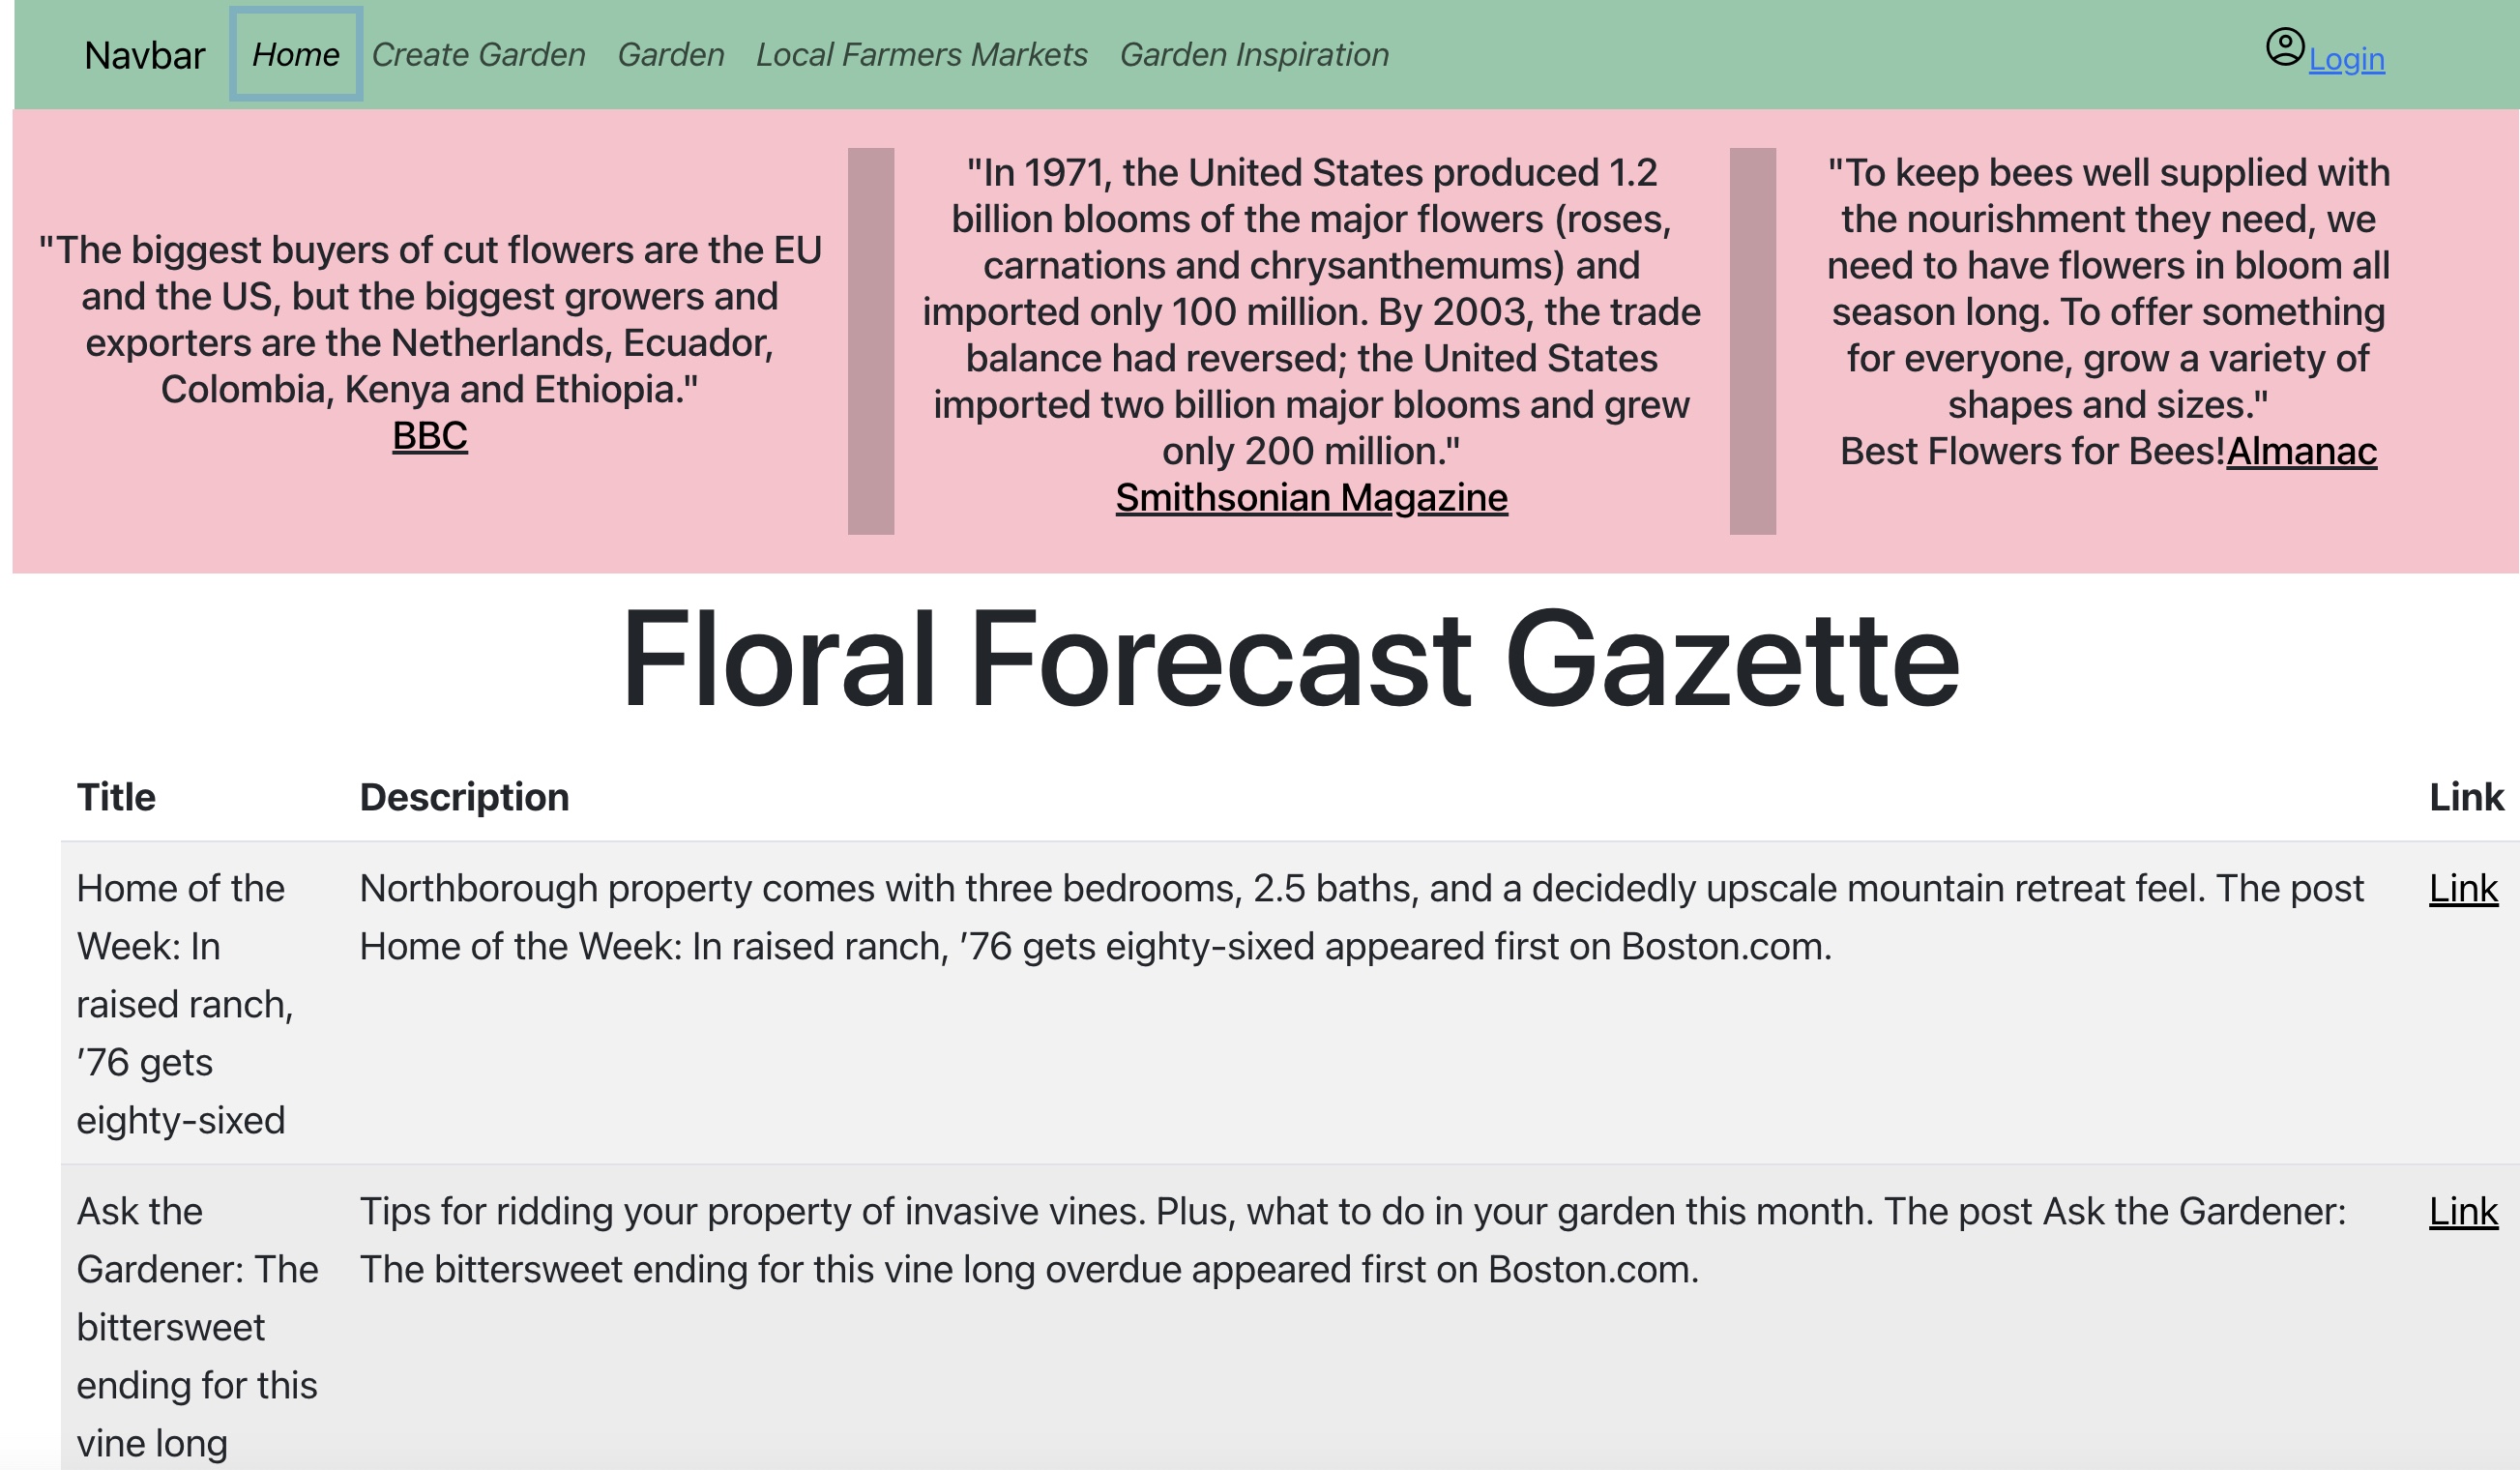 Navbar Home Create Garden Garden Local Farmers Markets Garden Inspiration Login
"The biggest buyers of cut flowers are the EU
and the US, but the biggest growers and
exporters are the Netherlands, Ecuador,
Colombia, Kenya and Ethiopia."
BBC
"In 1971, the United States produced 1.2
billion blooms of the major flowers (roses,
carnations and chrysanthemums) and
imported only 100 million. By 2003, the trade
balance had reversed; the United States
imported two billion major blooms and grew
only 200 million."
Smithsonian Magazine
"To keep bees well supplied with
the nourishment they need, we
need to have flowers in bloom all
season long. To offer something
for everyone, grow a variety of
shapes and sizes."
Best Flowers for Bees!Almanac
Floral Forecast Gazette
Title Description Link
Home of the
Week: In
raised ranch,
’76 gets
eighty-sixed
Northborough property comes with three bedrooms, 2.5 baths, and a decidedly upscale mountain retreat feel. The post
Home of the Week: In raised ranch, ’76 gets eighty-sixed appeared first on Boston.com.
Link
Ask the
Gardener: The
bittersweet
ending for this
vine long
Tips for ridding your property of invasive vines. Plus, what to do in your garden this month. The post Ask the Gardener:
The bittersweet ending for this vine long overdue appeared first on Boston.com.
Link